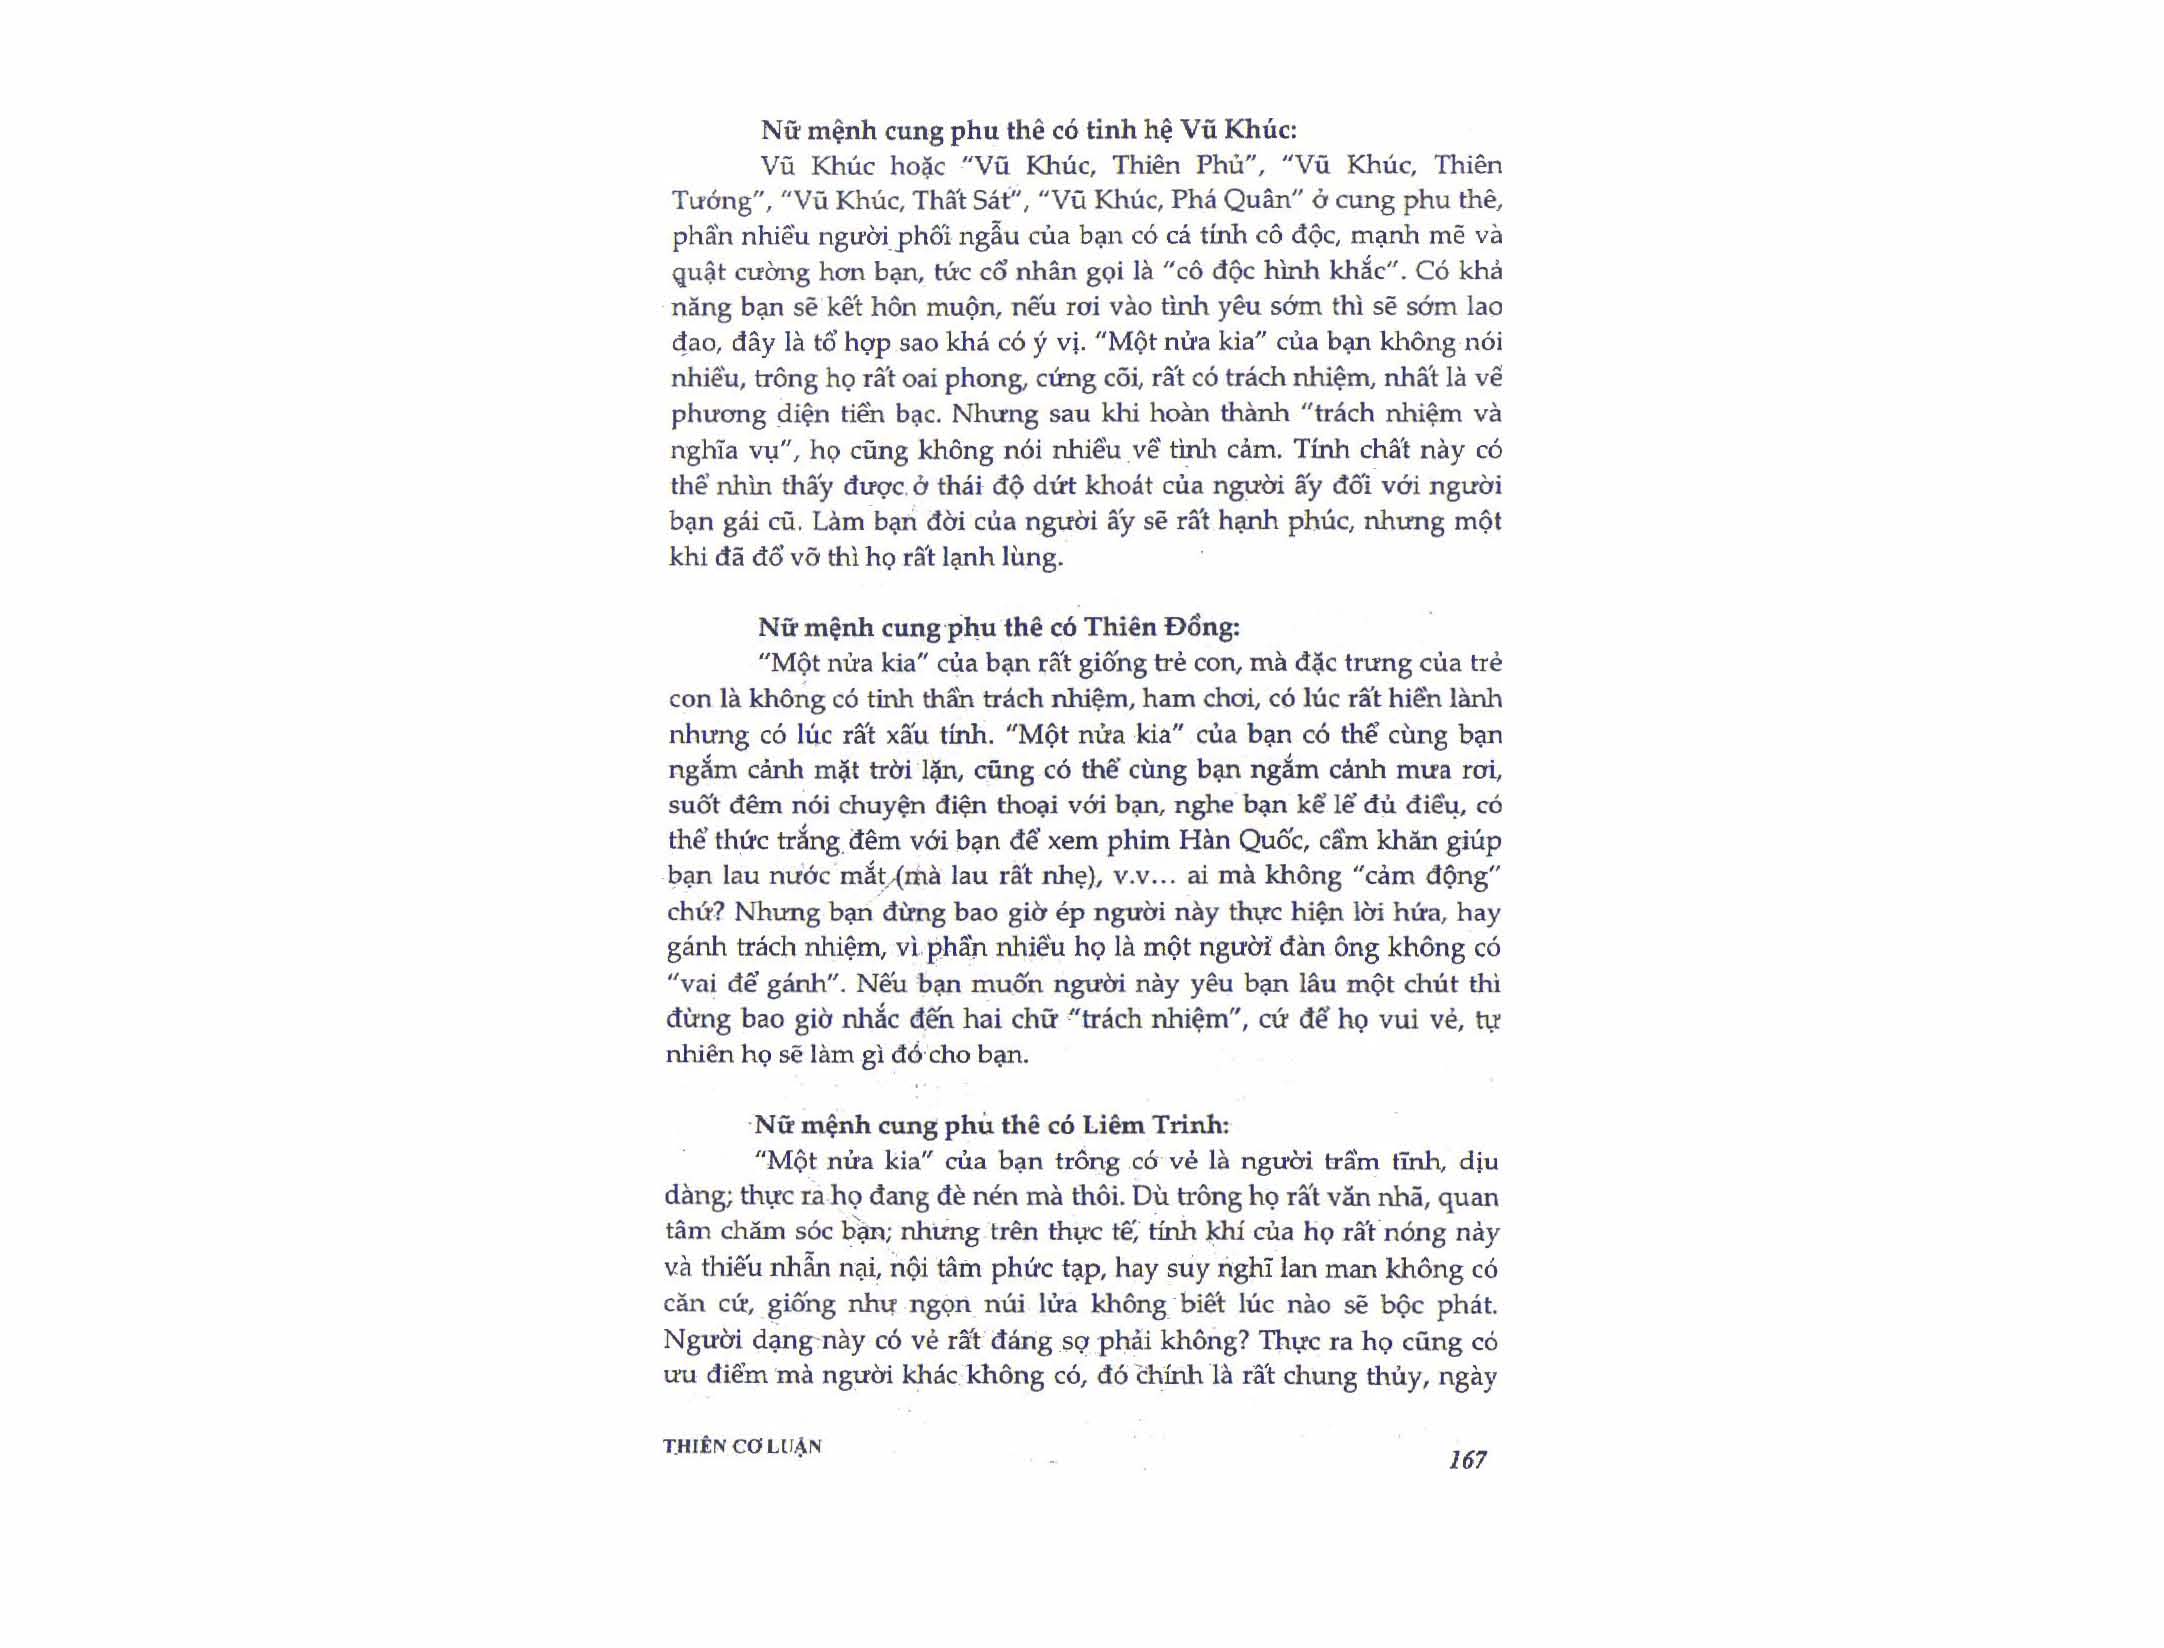 Nữ mệnh cung phu thê có tinh hệ Vũ Khúc:
Vũ Khúc hoặc "Vũ Khúc, Thiên Phủ", "Vũ Khúc, Thiên
Tướng", "Vũ Khúc, Thất Sát", "Vũ Khúc, Phá Quân" ở cung phu thê,
phần nhiều người phối ngẫu của bạn có cá tính cô độc, mạnh mẽ và
quật cường hơn bạn, tức cổ nhân gọi là "cô độc hình khắc". Có khả
năng bạn sẽ kết hôn muộn, nếu rơi vào tình yêu sớm thì sẽ sớm lao
đao, đây là tổ hợp sao khá có ý vị. "Một nửa kia" của bạn không nói
nhiều, trông họ rất oai phong, cứng cõi, rất có trách nhiệm, nhất là về
phương diện tiền bạc. Nhưng sau khi hoàn thành "trách nhiệm và
nghĩa vụ", họ cũng không nói nhiều về tình cảm. Tính chất này có
thể nhìn thấy được ở thái độ dứt khoát của người ấy đối với người
bạn gái cũ. Làm bạn đời của người ấy sẽ rất hạnh phúc, nhưng một
khi đã đổ vỡ thì họ rất lạnh lùng.
Nữ mệnh cung phu thê có Thiên Đồng:
"Một nửa kia" của bạn rất giống trẻ con, mà đặc trưng của trẻ
con là không có tinh thần trách nhiệm, ham chơi, có lúc rất hiền lành
nhưng có lúc rất xấu tính. "Một nửa kia" của bạn có thể cùng bạn
ngắm cảnh mặt trời lặn, cũng có thể cùng bạn ngắm cảnh mưa rơi,
suốt đêm nói chuyện điện thoại với bạn, nghe bạn kể lể đủ điều, có
thể thức trắng đêm với bạn để xem phim Hàn Quốc, cầm khăn giúp
bạn lau nước mắt (mà lau rất nhẹ), v.v... ai mà không "cảm động"
chứ? Nhưng bạn đừng bao giờ ép người này thực hiện lời hứa, hay
gánh trách nhiệm, vì phần nhiều họ là một người đàn ông không có
"vai để gánh". Nếu bạn muốn người này yêu bạn lâu một chút thì
đừng bao giờ nhắc đến hai chữ "trách nhiệm", cứ để họ vui vẻ, tự
nhiên họ sẽ làm gì đó cho bạn.
Nữ mệnh cung phu thê có Liêm Trinh:
"Một nửa kia" của bạn trông có vẻ là người trầm tĩnh, dịu
dàng; thực ra họ đang đè nén mà thôi. Dù trông họ rất văn nhã, quan
tâm chăm sóc bạn; nhưng trên thực tế, tính khí của họ rất nóng nảy
và thiếu nhẫn nại, nội tâm phức tạp, hay suy nghĩ lan man không có
căn cứ, giống như ngọn núi lửa không biết lúc nào sẽ bộc phát.
Người dạng này có vẻ rất đáng sợ phải không? Thực ra họ cũng có
ưu điểm mà người khác không có, đó chính là rất chung thủy, ngày
THIÊN CƠ LUẬN
167